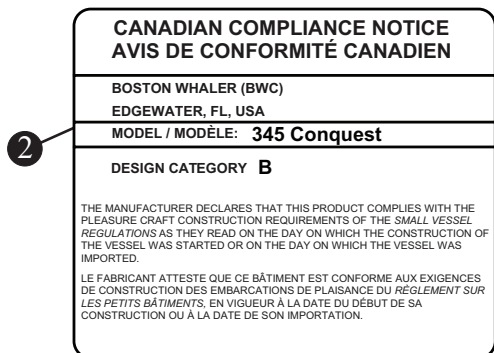 CANADIAN COMPLIANCE NOTICE
AVIS DE CONFORMITÉ CANADIEN
BOSTON WHALER (BWC)
EDGEWATER, FL, USA
MODEL / MODÈLE: 345 Conquest
2
DESIGN CATEGORY B
THE MANUFACTURER DECLARES THAT THIS PRODUCT COMPLIES WITH THE
PLEASURE CRAFT CONSTRUCTION REQUIREMENTS OF THE SMALL VESSEL
REGULATIONS AS THEY READ ON THE DAY ON WHICH THE CONSTRUCTION OF
THE VESSEL WAS STARTED OR ON THE DAY ON WHICH THE VESSEL WAS
IMPORTED.
LE FABRICANT ATTESTE QUE CE BÂTIMENT EST CONFORME AUX EXIGENCES
DE CONSTRUCTION DES EMBARCATIONS DE PLAISANCE DU RÈGLEMENT SUR
LES PETITS BÂTIMENTS, EN VIGUEUR À LA DATE DU DÉBUT DE SA
CONSTRUCTION OU À LA DATE DE SON IMPORTATION.